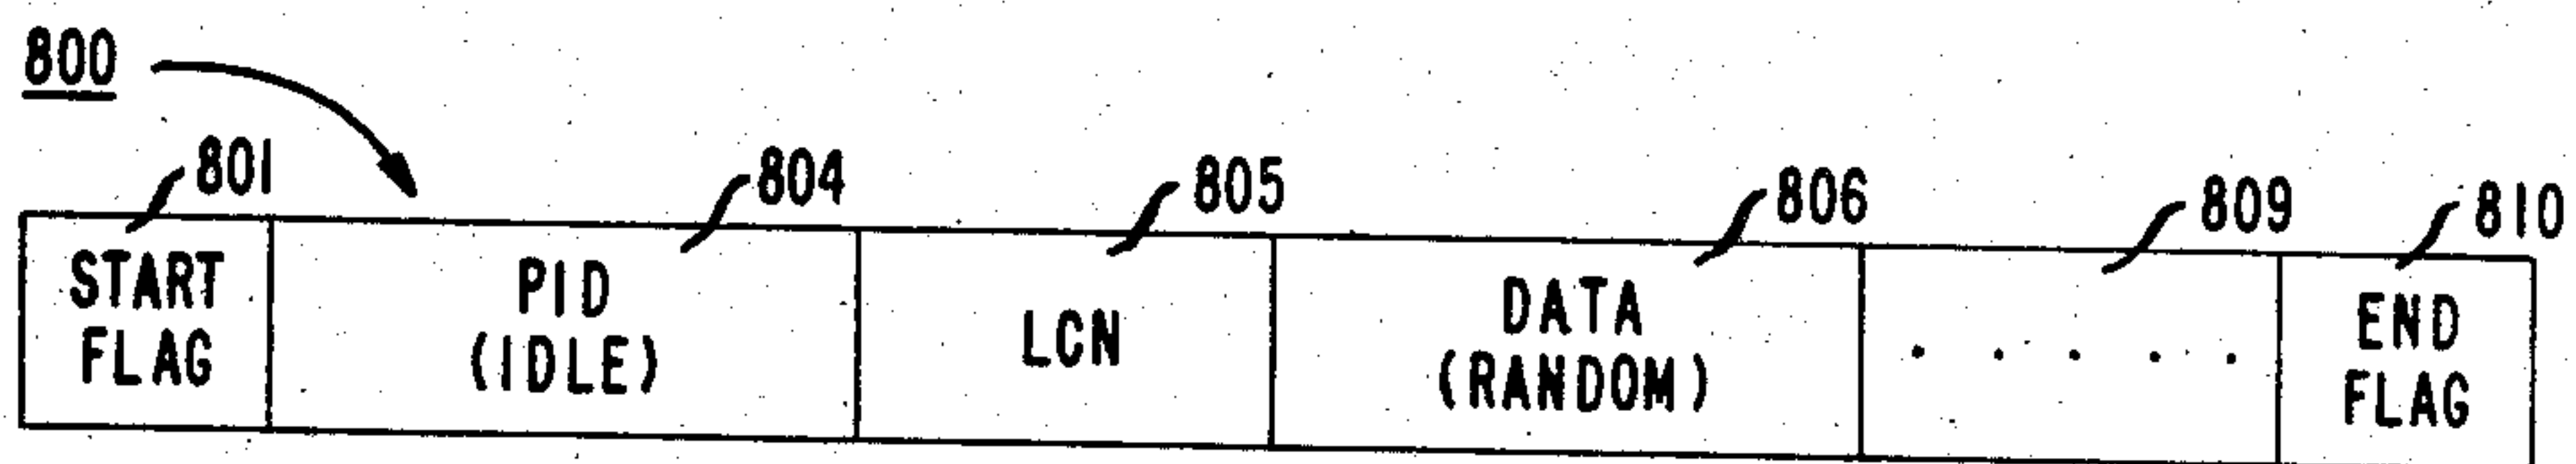 800
801
804
805
806
809
810
START
FLAG
PID
(IDLE)
LCN
DATA
(RANDOM)
. . . . .
END
FLAG